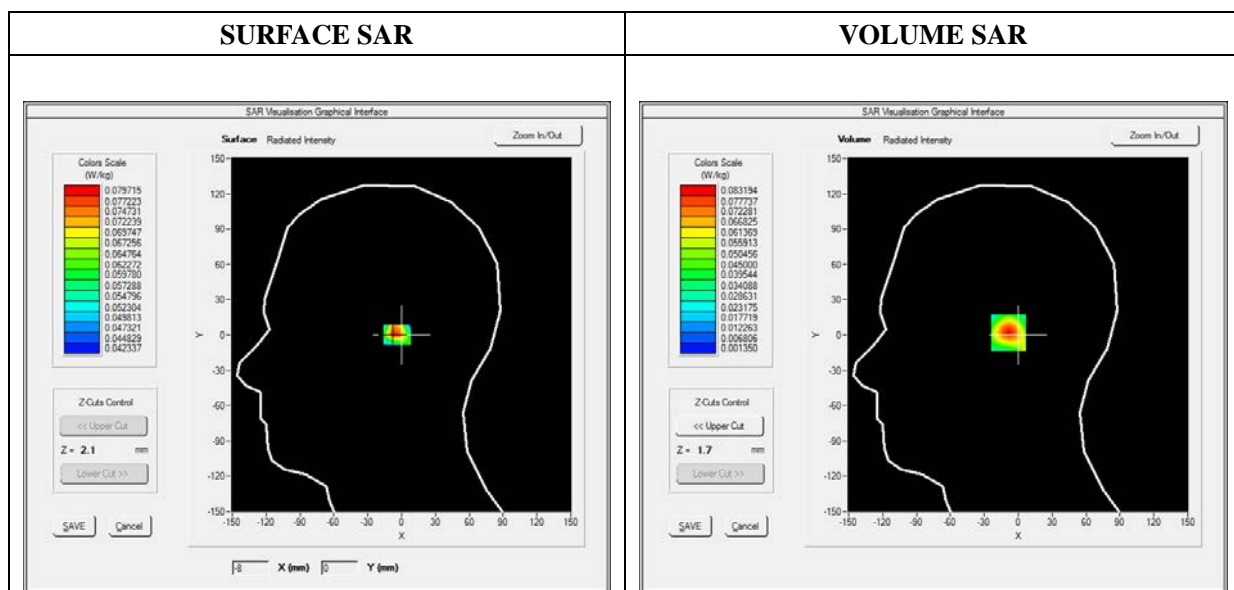 SURFACE SAR
VOLUME SAR
SAR Visualisation Graphical Interface
Surface Radiated Intensity
Zoom In/Out
Colors Scale
(W/kg)
0.079715
0.077223
0.074731
0.072239
0.069747
0.067256
0.064764
0.062272
0.059780
0.057288
0.054796
0.052304
0.049813
0.047321
0.044829
0.042337
Z-Cuts Control
<< Upper Cut
Z = 2.1 mm
Lower Cut >>
SAVE Cancel
150
120
90
60
30
0
-30
-60
-90
-120
-150
Y
-150 -120 -90 -60 -30 0 30 60 90 120 150
X
-8 X (mm) 0 Y (mm)
SAR Visualisation Graphical Interface
Volume Radiated Intensity
Zoom In/Out
Colors Scale
(W/kg)
0.083194
0.077737
0.072281
0.066825
0.061369
0.055913
0.050456
0.045000
0.039544
0.034088
0.028631
0.023175
0.017719
0.012263
0.006806
0.001350
Z-Cuts Control
<< Upper Cut
Z = 1.7 mm
Lower Cut >>
SAVE Cancel
150
120
90
60
30
0
-30
-60
-90
-120
-150
Y
-150 -120 -90 -60 -30 0 30 60 90 120 150
X